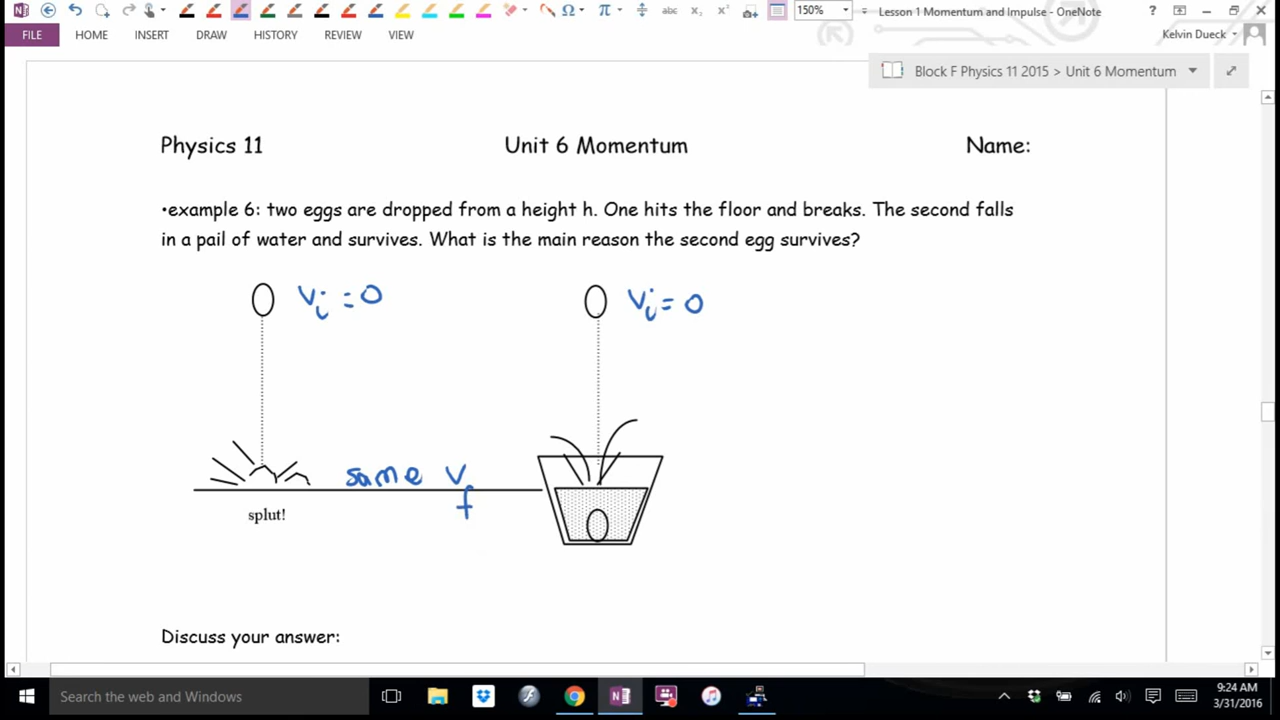 150%
Lesson 1 Momentum and Impulse - OneNote
FILE HOME INSERT DRAW HISTORY REVIEW VIEW
Kelvin Dueck
Block F Physics 11 2015 > Unit 6 Momentum
Physics 11 Unit 6 Momentum Name:
•example 6: two eggs are dropped from a height h. One hits the floor and breaks. The second falls
in a pail of water and survives. What is the main reason the second egg survives?
vi = 0 vi = 0
same vf
splut!
Discuss your answer:
Search the web and Windows
9:24 AM
3/31/2016